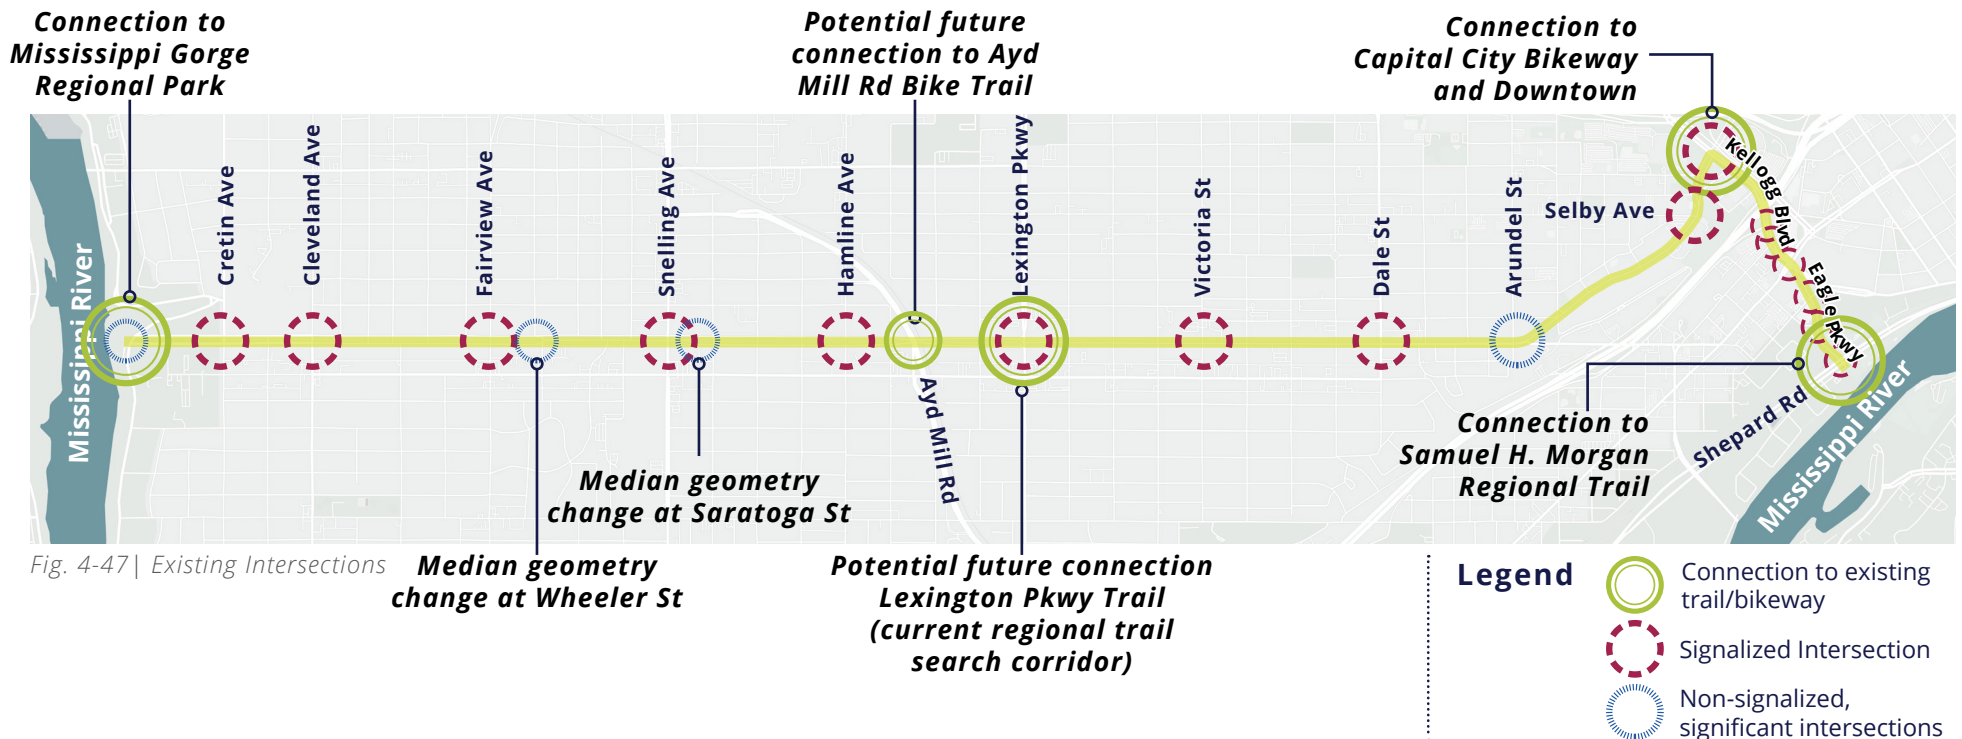 Connection to
Mississippi Gorge
Regional Park
Potential future
connection to Ayd
Mill Rd Bike Trail
Connection to
Capital City Bikeway
and Downtown
Mississippi River
Cretin Ave
Cleveland Ave
Fairview Ave
Snelling Ave
Hamline Ave
Lexington Pkwy
Victoria St
Dale St
Arundel St
Selby Ave
Kellogg Blvd
Eagle Pkwy
Ayd Mill Rd
Shepard Rd
Mississippi River
Connection to
Samuel H. Morgan
Regional Trail
Median geometry
change at Saratoga St
Fig. 4-47| Existing Intersections
Median geometry
change at Wheeler St
Potential future connection
Lexington Pkwy Trail
(current regional trail
search corridor)
Legend
Connection to existing
trail/bikeway
Signalized Intersection
Non-signalized,
significant intersections